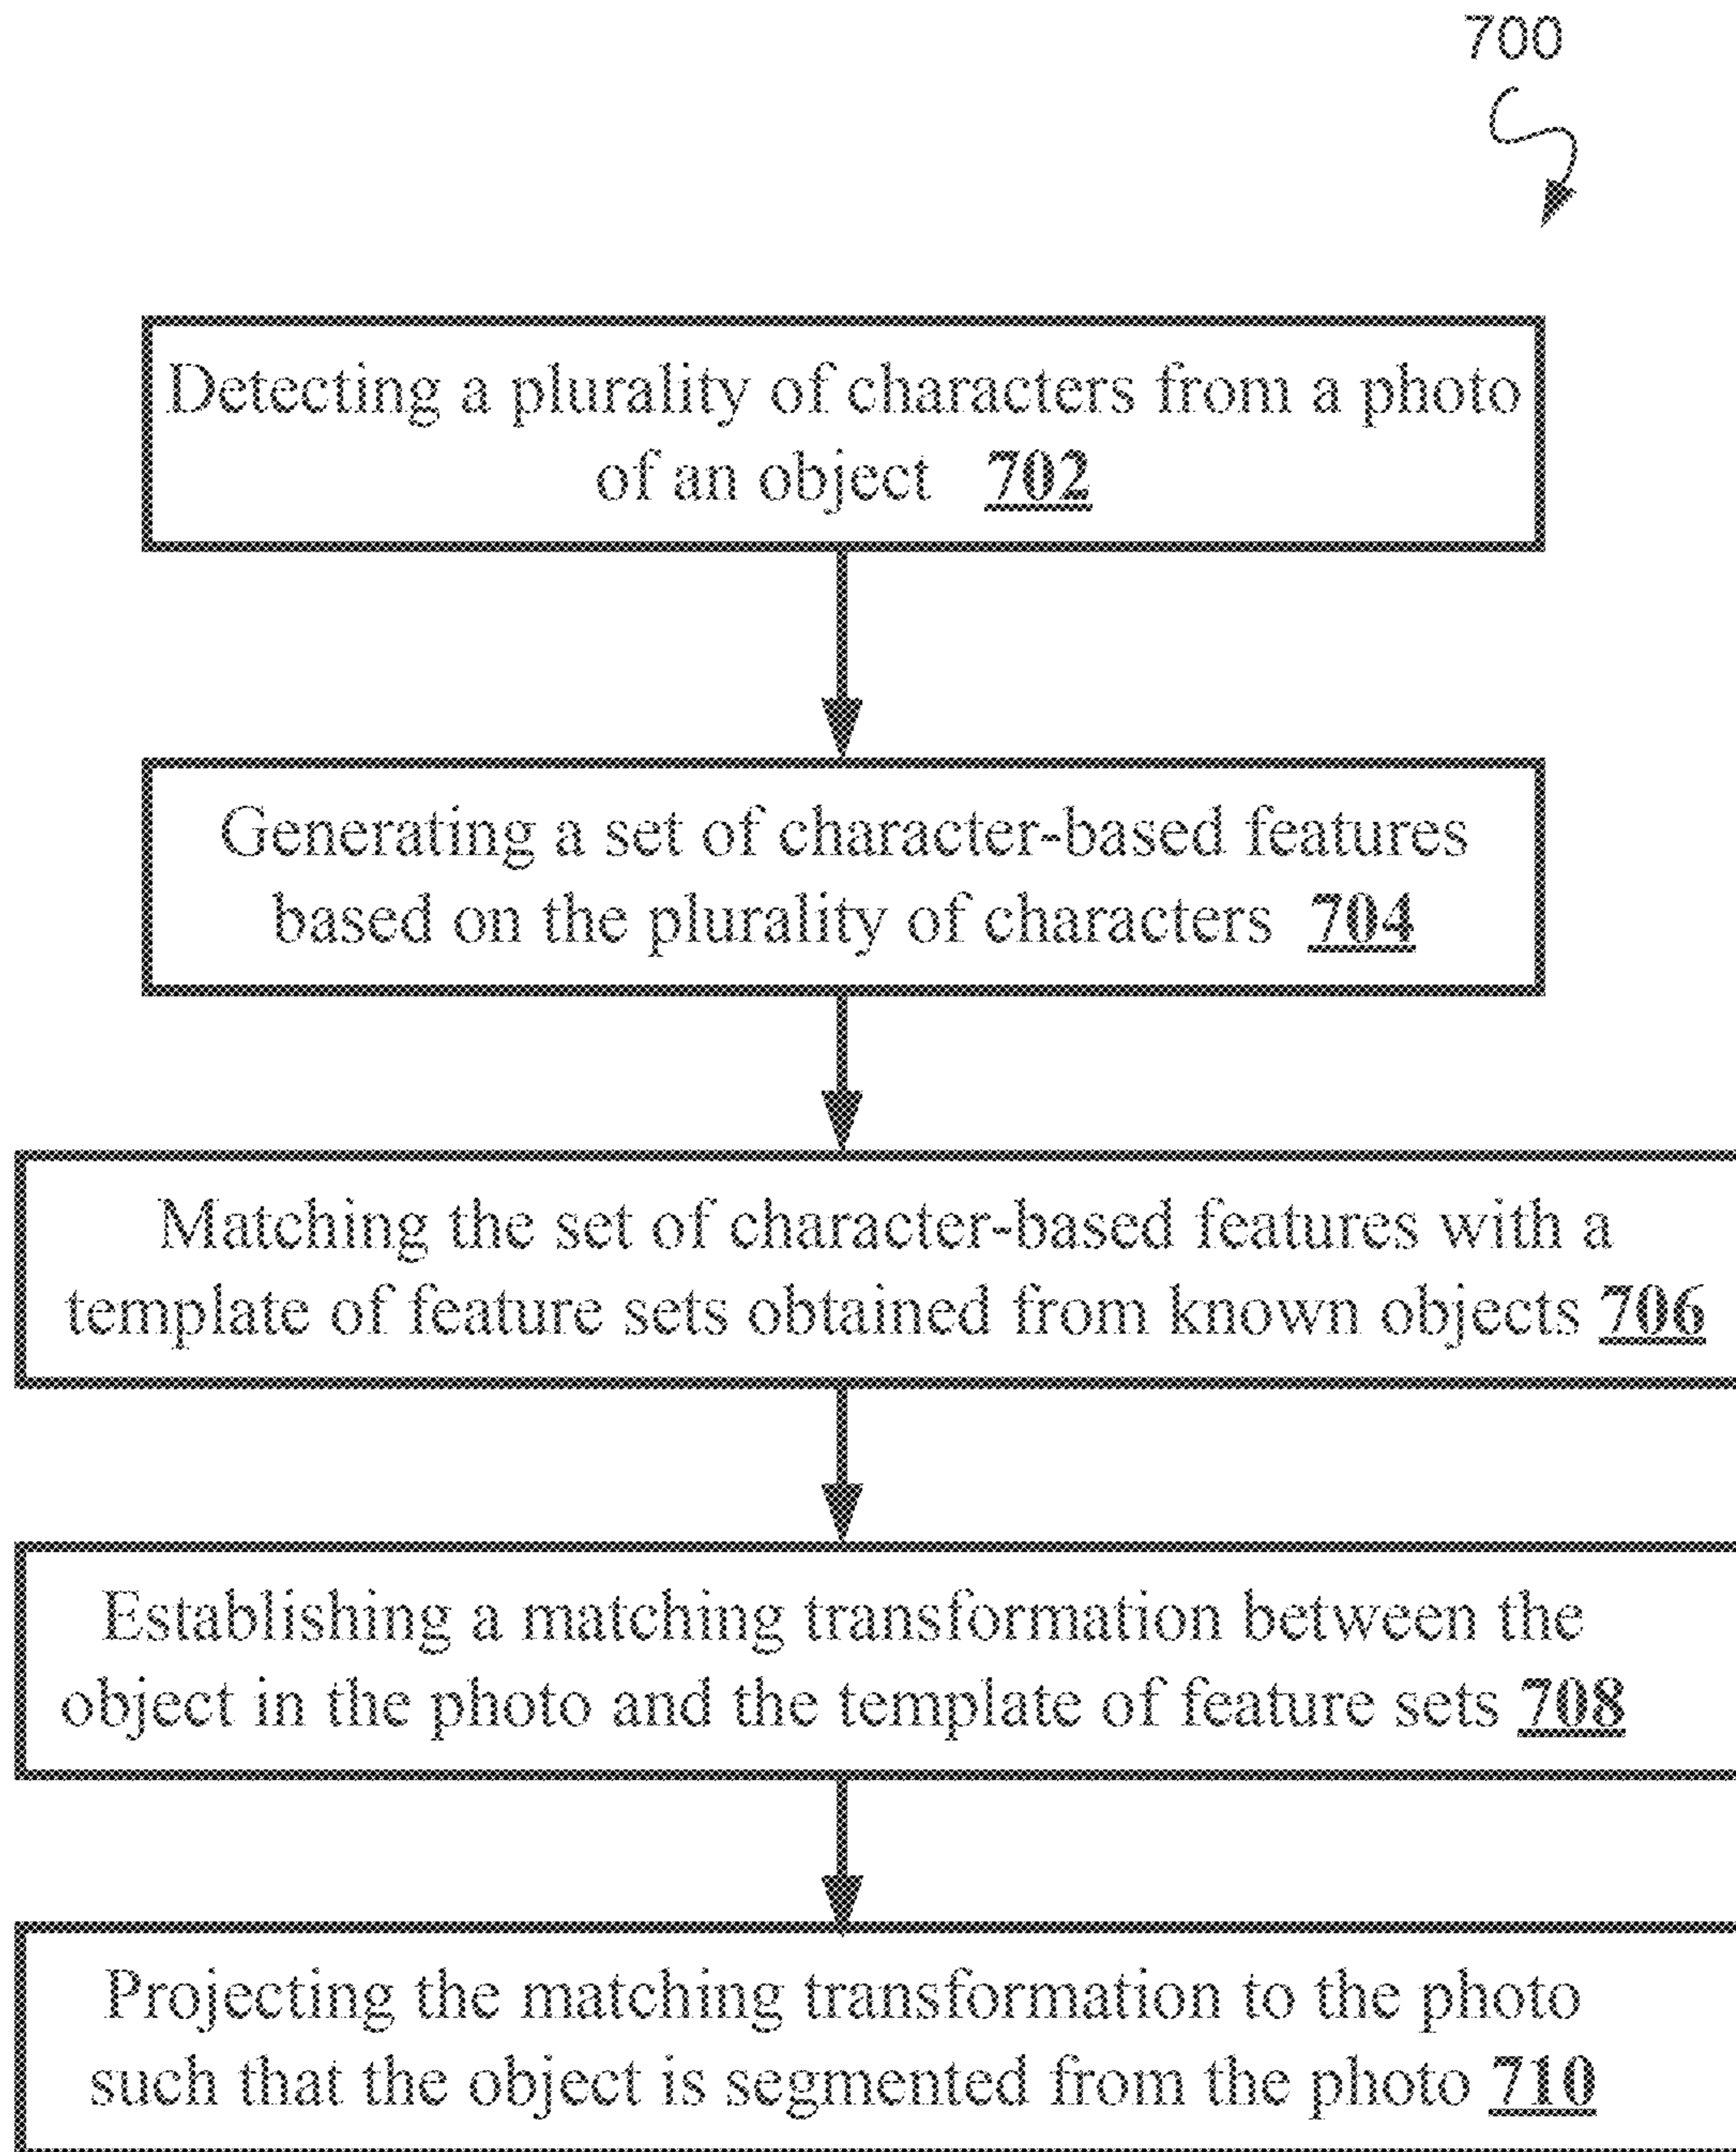 700
Detecting a plurality of characters from a photo
of an object 702
Generating a set of character-based features
based on the plurality of characters 704
Matching the set of character-based features with a
template of feature sets obtained from known objects 706
Establishing a matching transformation between the
object in the photo and the template of feature sets 708
Projecting the matching transformation to the photo
such that the object is segmented from the photo 710